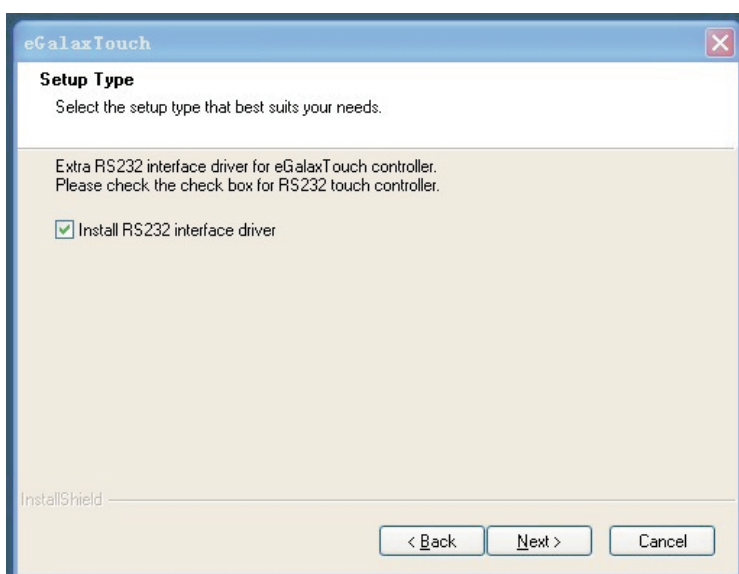 eGalaxTouch
Setup Type
Select the setup type that best suits your needs.
Extra RS232 interface driver for eGalaxTouch controller.
Please check the check box for RS232 touch controller.
Install RS232 interface driver
InstallShield
< Back
Next >
Cancel